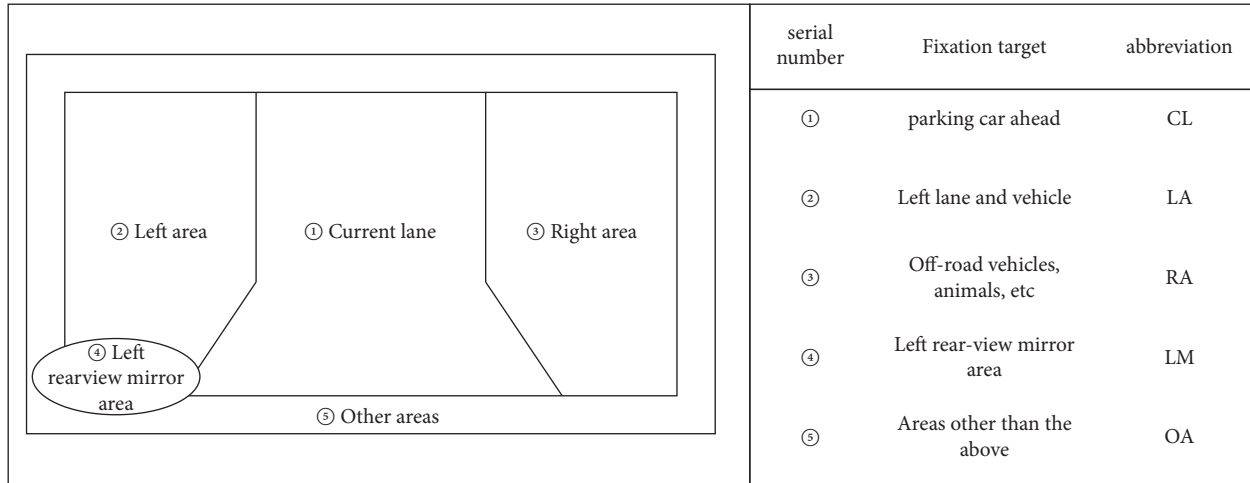 ② Left area
① Current lane
③ Right area
④ Left
rearview mirror
area
⑤ Other areas
serial
number
Fixation target
abbreviation
①
parking car ahead
CL
②
Left lane and vehicle
LA
③
Off-road vehicles,
animals, etc
RA
④
Left rear-view mirror
area
LM
⑤
Areas other than the
above
OA